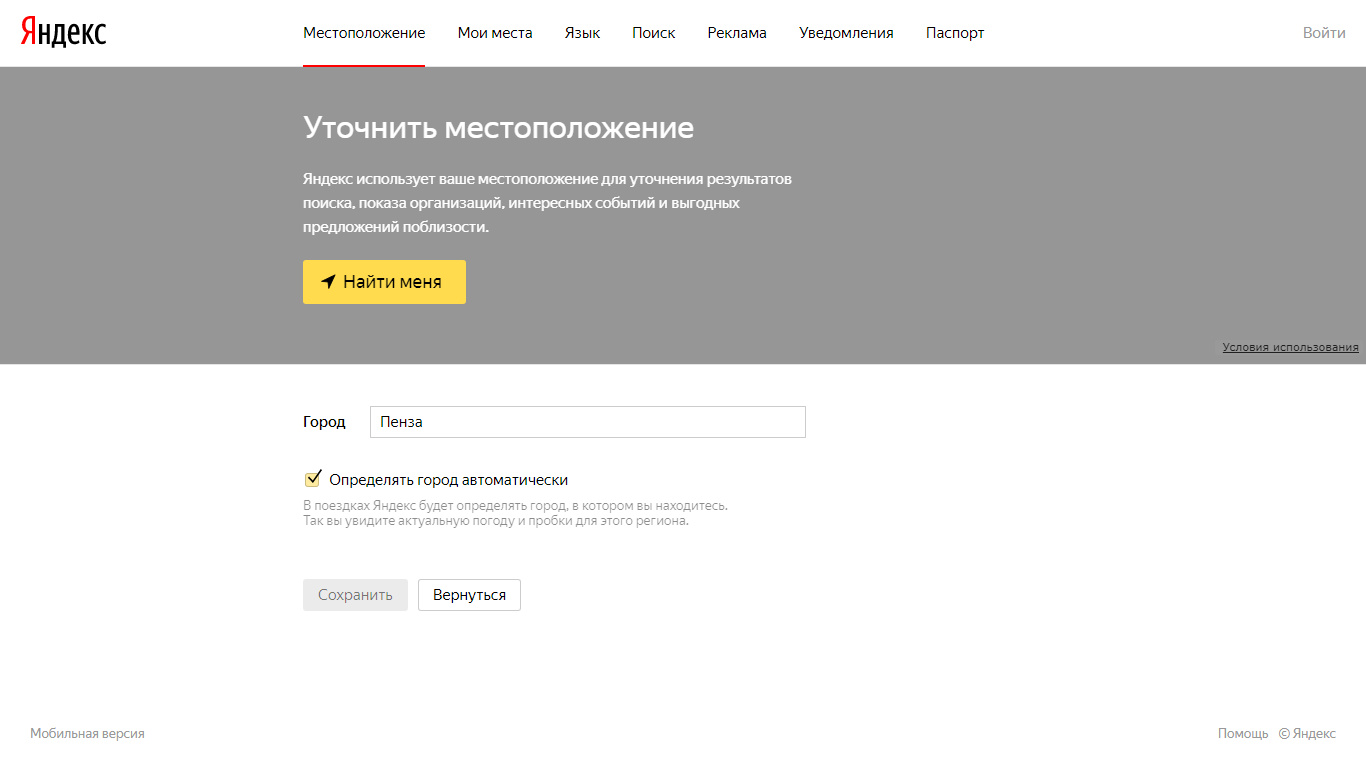 Яндекс
Местоположение Мои места Язык Поиск Реклама Уведомления Паспорт Войти
Уточнить местоположение
Яндекс использует ваше местоположение для уточнения результатов
поиска, показа организаций, интересных событий и выгодных
предложений поблизости.
Найти меня
Условия использования
Город Пенза
Определять город автоматически
В поездках Яндекс будет определять город, в котором вы находитесь.
Так вы увидите актуальную погоду и пробки для этого региона.
Сохранить Вернуться
Мобильная версия Помощь © Яндекс